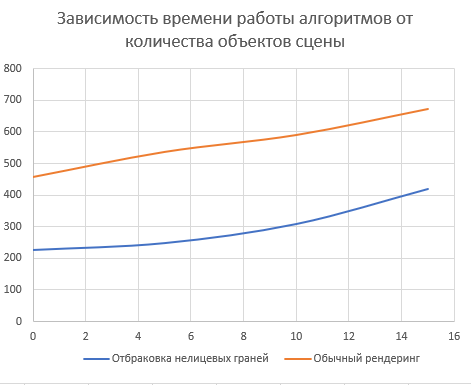 Зависимость времени работы алгоритмов от
количества объектов сцены
800
700
600
500
400
300
200
100
0
0 2 4 6 8 10 12 14 16
Отбраковка нелицевых граней Обычный рендеринг